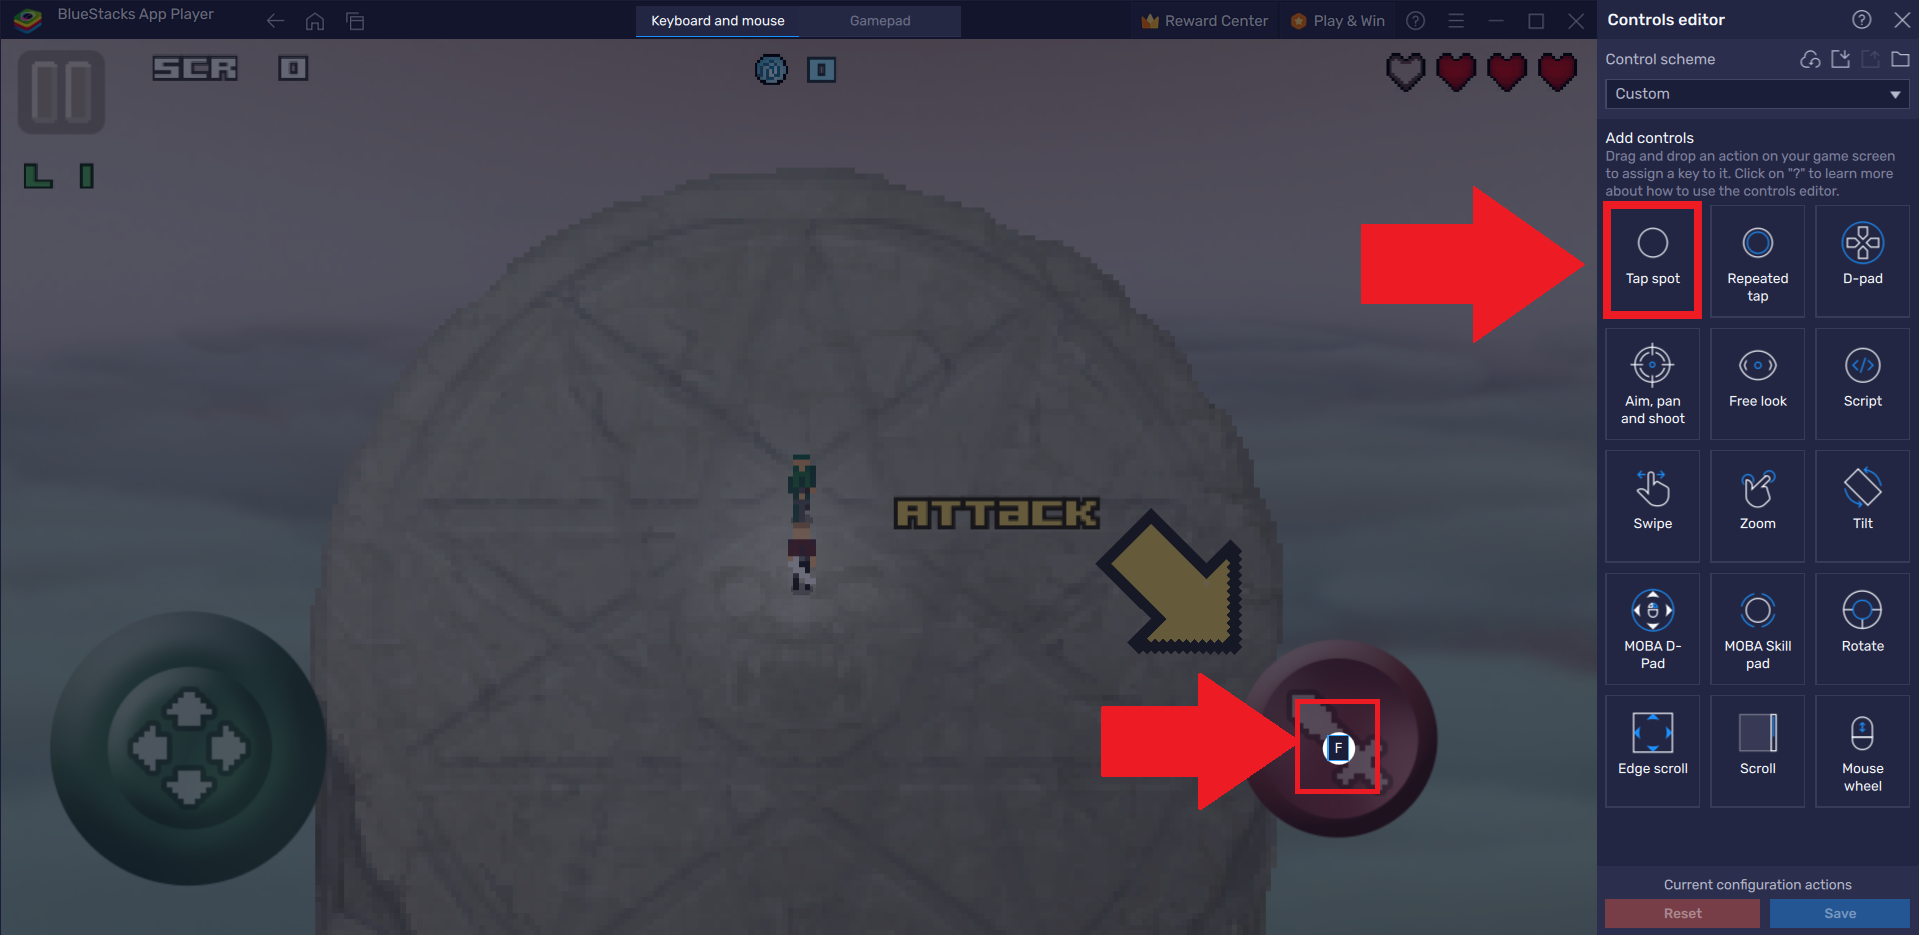 BlueStacks App Player
Keyboard and mouse
Gamepad
Reward Center
Play & Win
Controls editor
SCR 0
0
L 1
Control scheme
Custom
Add controls
Drag and drop an action on your game screen
to assign a key to it. Click on "?" to learn more
about how to use the controls editor.
Tap spot
Repeated
tap
D-pad
Aim, pan
and shoot
Free look
Script
Swipe
Zoom
Tilt
MOBA D-
Pad
MOBA Skill
pad
Rotate
Edge scroll
Scroll
Mouse
wheel
ATTACK
F
Current configuration actions
Reset
Save